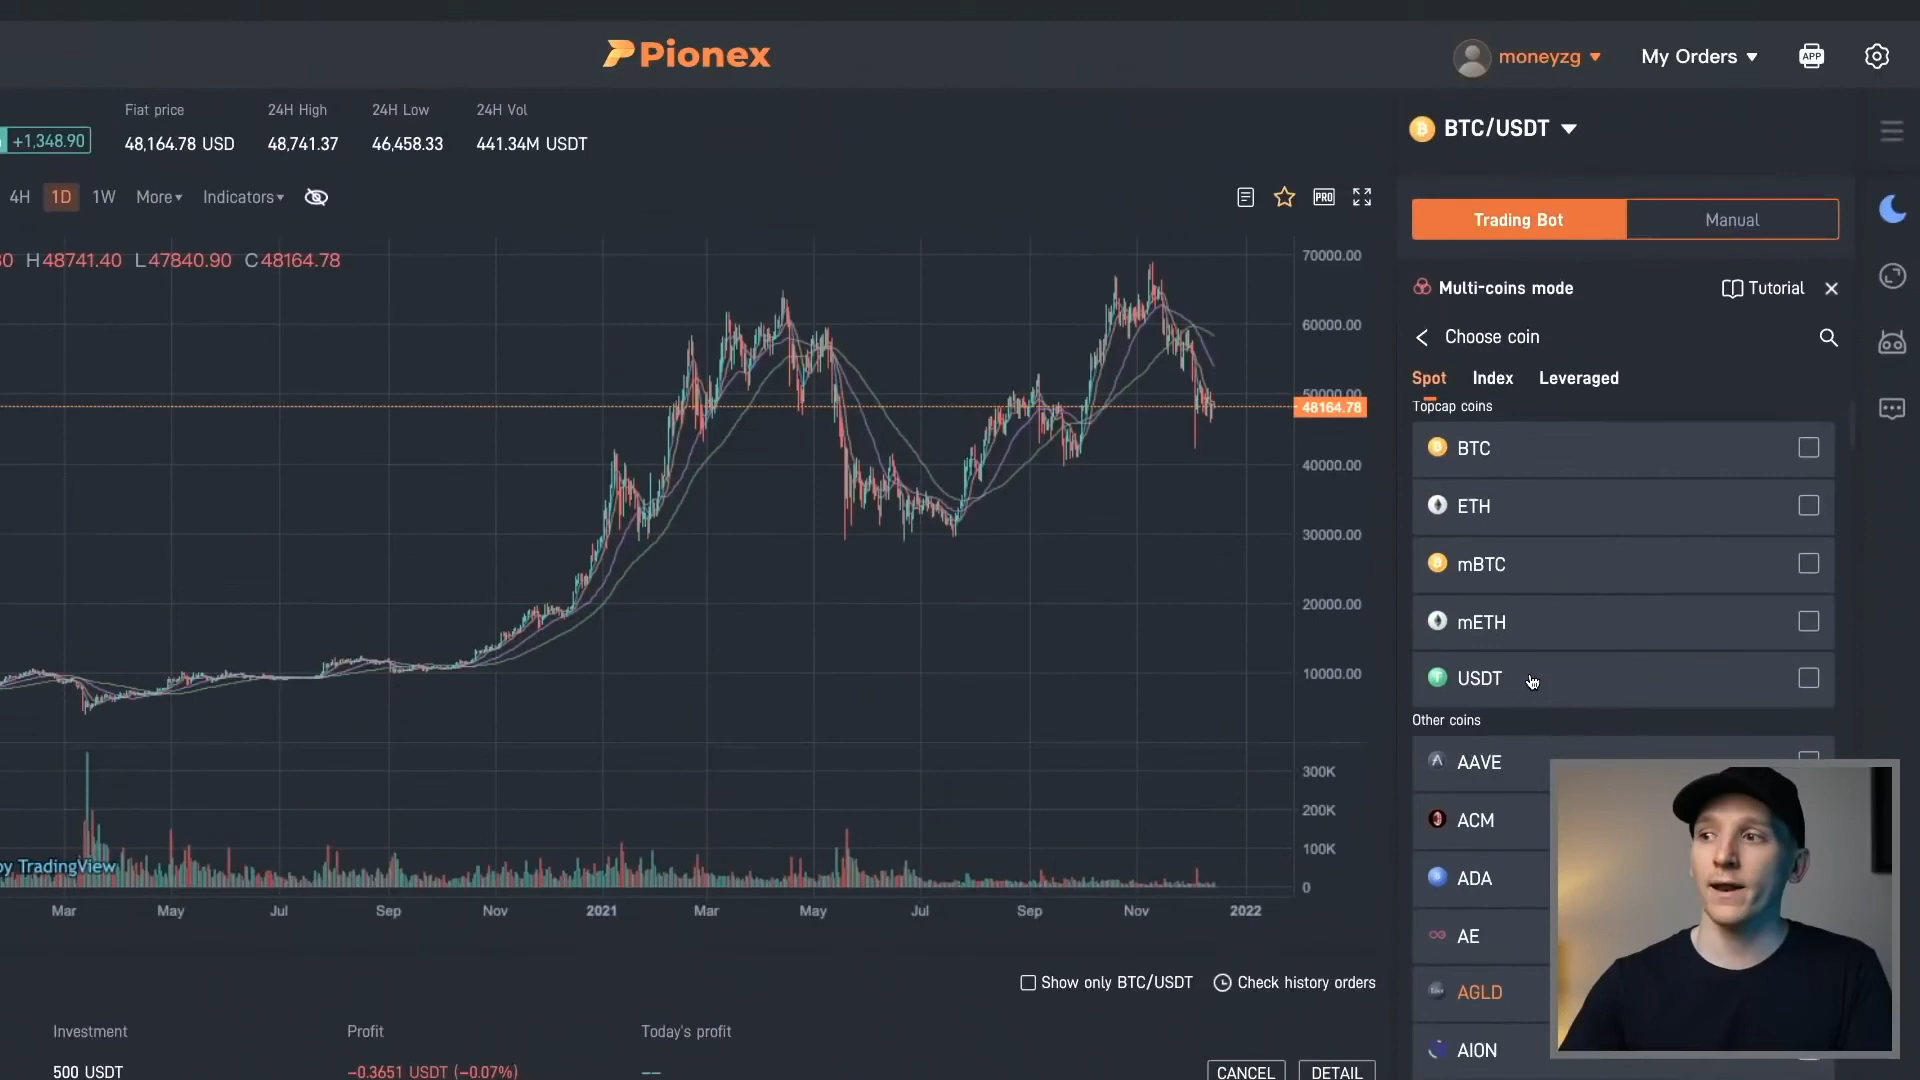 Pionex
moneyzg
My Orders
APP
Fiat price
24H High
24H Low
24H Vol
+1,348.90
48,164.78 USD
48,741.37
46,458.33
441.34M USDT
4H
1D
1W
More
Indicators
PRO
H48741.40 L47840.90 C48164.78
70000.00
60000.00
50000.00
48164.78
40000.00
30000.00
20000.00
10000.00
300K
200K
100K
0
by TradingView
Mar
May
Jul
Sep
Nov
2021
Mar
May
Jul
Sep
Nov
2022
Show only BTC/USDT
Check history orders
Investment
Profit
Today's profit
500 USDT
-0.3651 USDT (-0.07%)
--
CANCEL
DETAIL
BTC/USDT
Trading Bot
Manual
Multi-coins mode
Tutorial
Choose coin
Spot
Index
Leveraged
Topcap coins
BTC
ETH
mBTC
mETH
USDT
Other coins
AAVE
ACM
ADA
AE
AGLD
AION